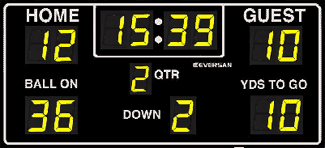 HOME 15:39 GUEST
12 10
2 QTR EVERSAN
BALL ON YDS TO GO
36 DOWN 2 10